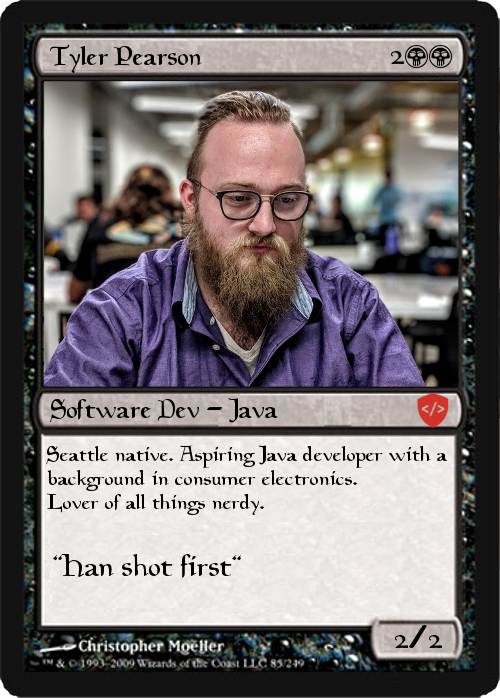 Tyler Pearson
2
Software Dev – Java
</>
Seattle native. Aspiring Java developer with a
background in consumer electronics.
Lover of all things nerdy.
"Han shot first"
2/2
Christopher Moeller
™ & © 1993–2009 Wizards of the Coast LLC 85/249